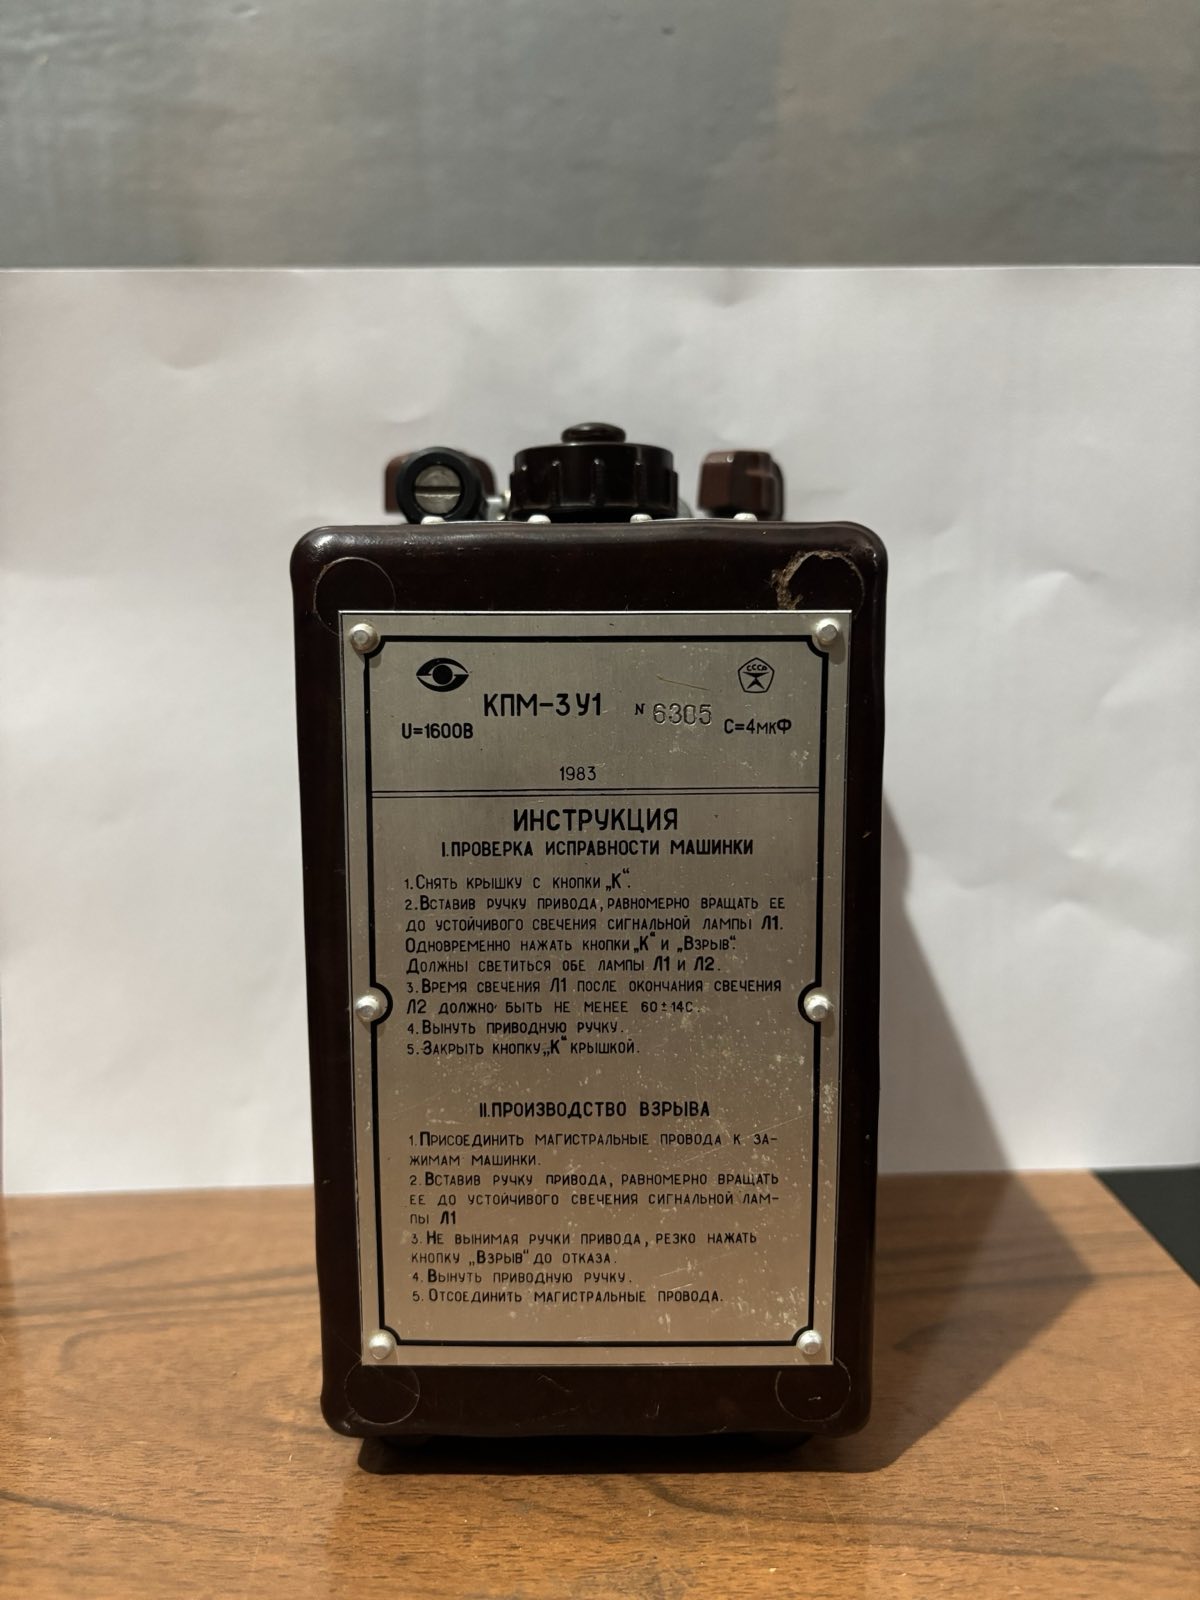 СССР
КПМ-3У1 N 6305
U=1600В С=4мкФ
1983
ИНСТРУКЦИЯ
I.ПРОВЕРКА ИСПРАВНОСТИ МАШИНКИ
1.Снять крышку с кнопки „К“.
2.Вставив ручку привода, равномерно вращать ее
до устойчивого свечения сигнальной лампы Л1.
Одновременно нажать кнопки „К“ и „Взрыв“.
Должны светиться обе лампы Л1 и Л2.
3.Время свечения Л1 после окончания свечения
Л2 должно быть не менее 60±14с.
4.Вынуть приводную ручку.
5.Закрыть кнопку „К“ крышкой.
II.ПРОИЗВОДСТВО ВЗРЫВА
1.Присоединить магистральные провода к за-
жимам машинки.
2.Вставив ручку привода, равномерно вращать
ее до устойчивого свечения сигнальной лам-
пы Л1
3.Не вынимая ручки привода, резко нажать
кнопку „Взрыв“ до отказа.
4.Вынуть приводную ручку.
5.Отсоединить магистральные провода.